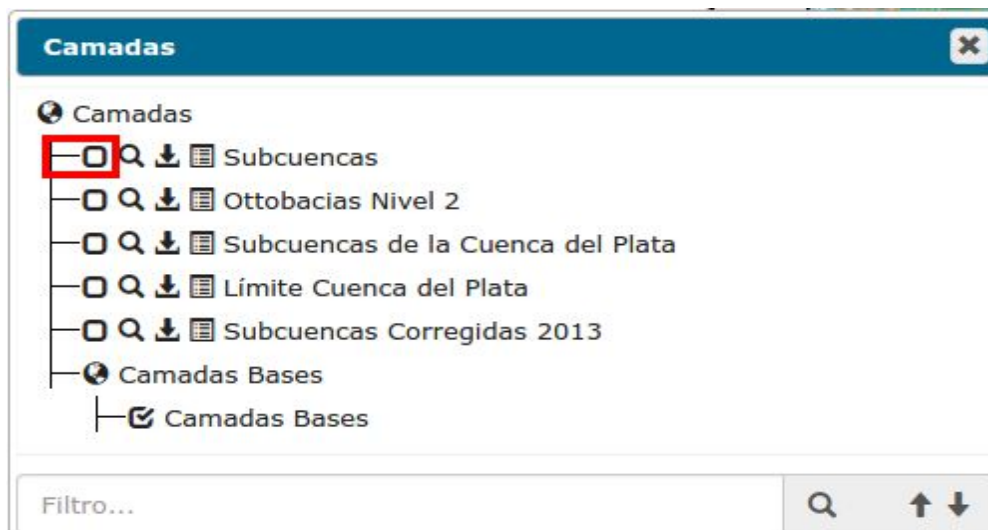 Camadas
Camadas
Subcuencas
Ottobacias Nivel 2
Subcuencas de la Cuenca del Plata
Límite Cuenca del Plata
Subcuencas Corregidas 2013
Camadas Bases
Camadas Bases
Filtro...